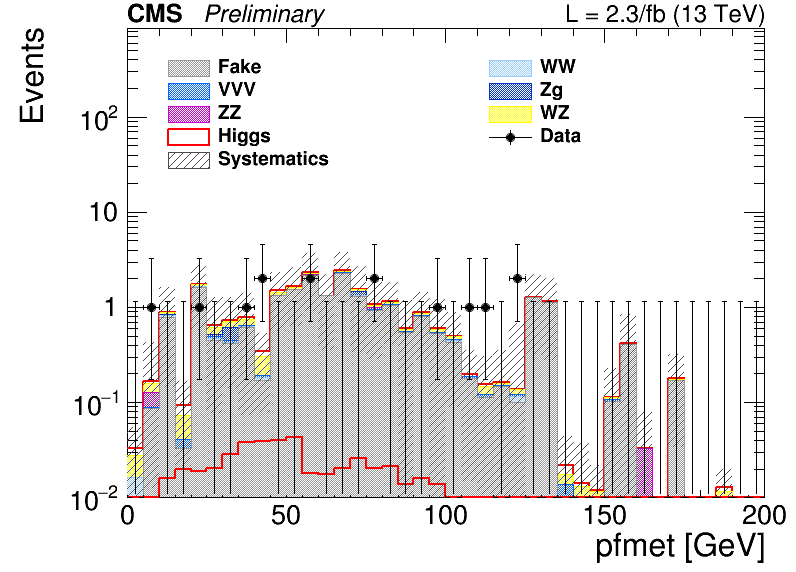 CMS Preliminary L = 2.3/fb (13 TeV)
Events
Fake WW
VVV Zg
ZZ WZ
Higgs Data
Systematics
10²
10
1
10⁻¹
10⁻²
0 50 100 150 200
pfmet [GeV]